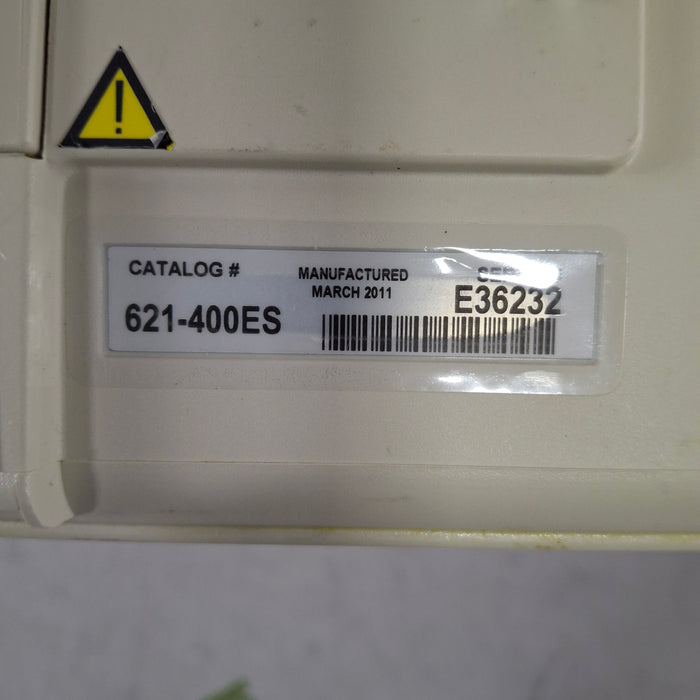 CATALOG #
621-400ES
MANUFACTURED
MARCH 2011
E36232